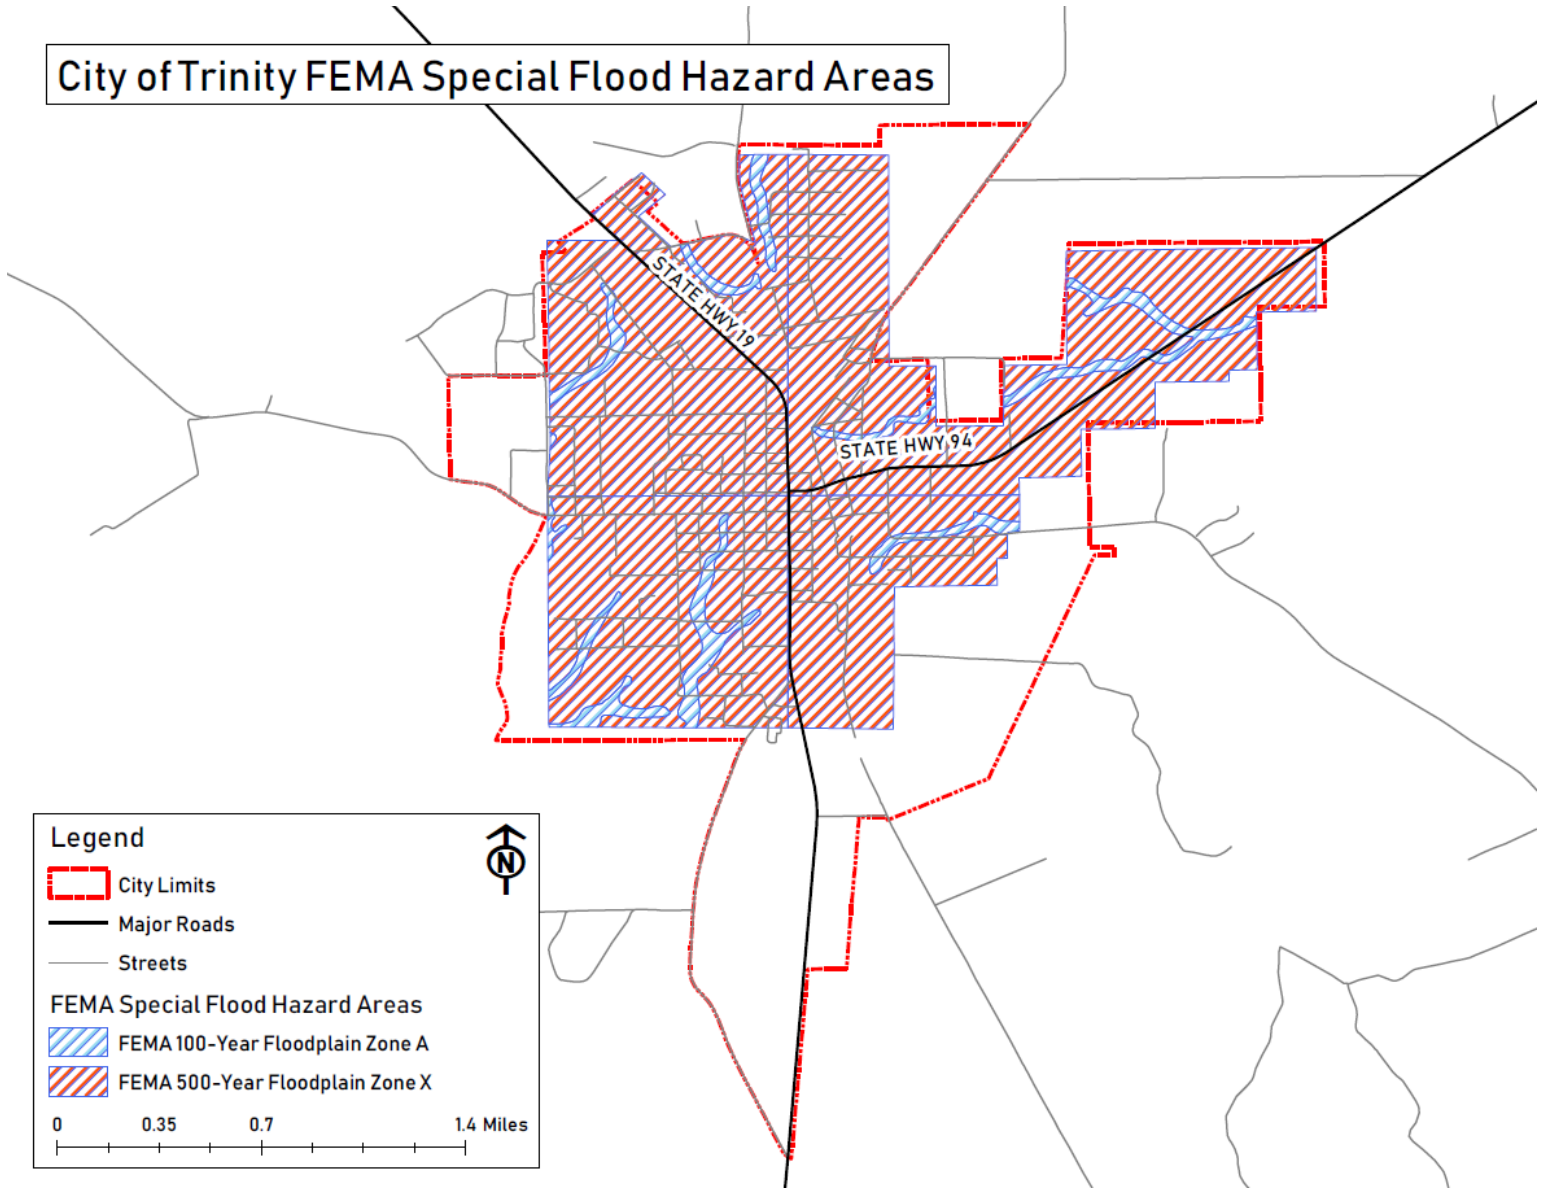 City of Trinity FEMA Special Flood Hazard Areas
STATE HWY 19
STATE HWY 94
Legend
N
City Limits
Major Roads
Streets
FEMA Special Flood Hazard Areas
FEMA 100-Year Floodplain Zone A
FEMA 500-Year Floodplain Zone X
0 0.35 0.7 1.4 Miles